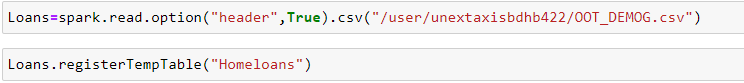 Loans=spark.read.option("header",True).csv("/user/unextaxisbdhb422/OOT_DEMOG.csv")
Loans.registerTempTable("Homeloans")